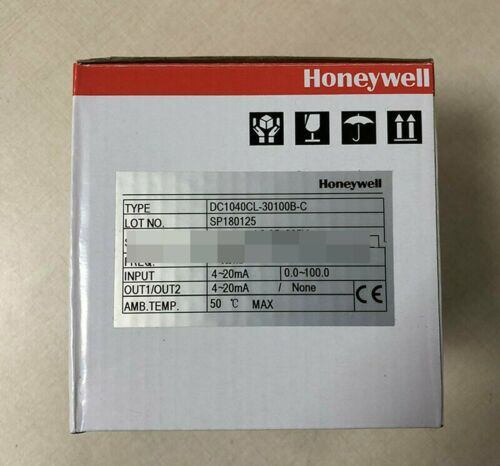 Honeywell
Honeywell
TYPE DC1040CL-30100B-C
LOT NO. SP180125
FREQ.
INPUT 4~20mA 0.0~100.0
OUT1/OUT2 4~20mA / None
AMB.TEMP. 50 ℃ MAX
CE